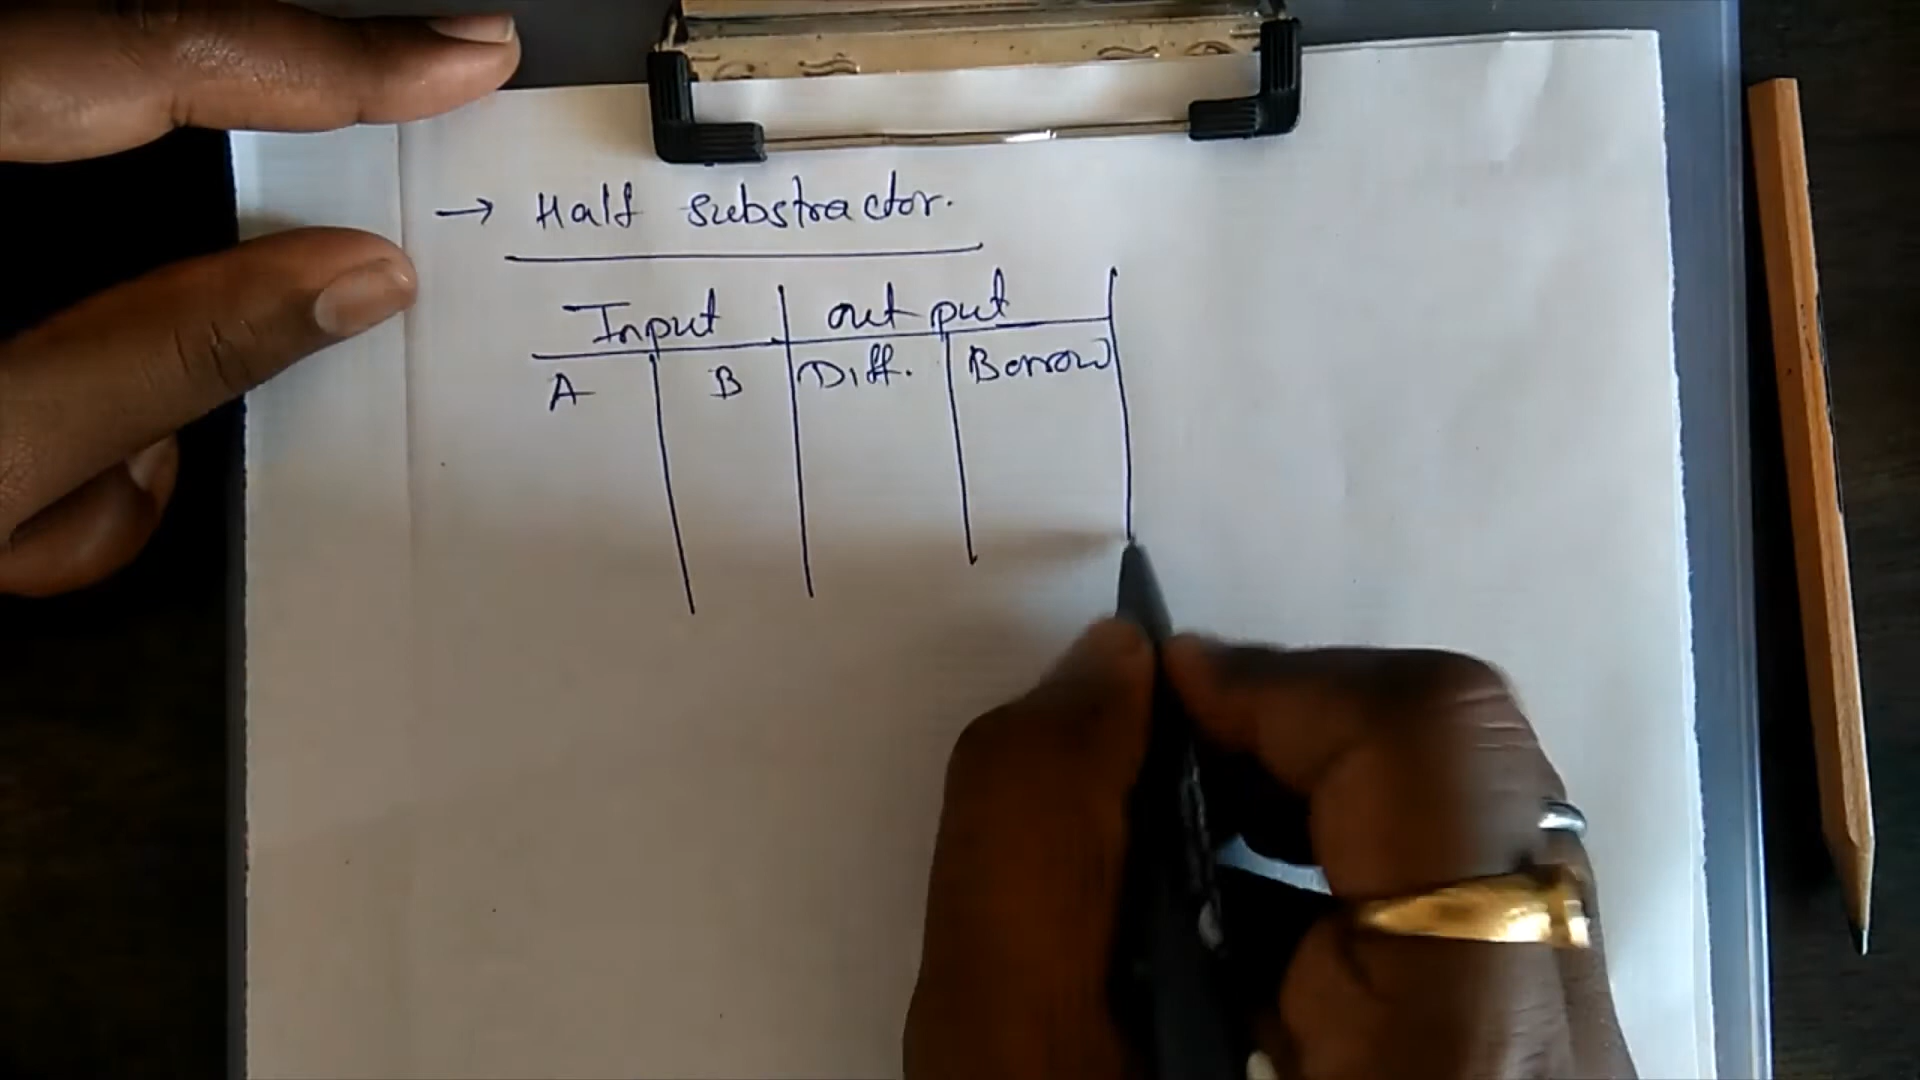 → Half substractor.
Input output
A B Diff. Borrow